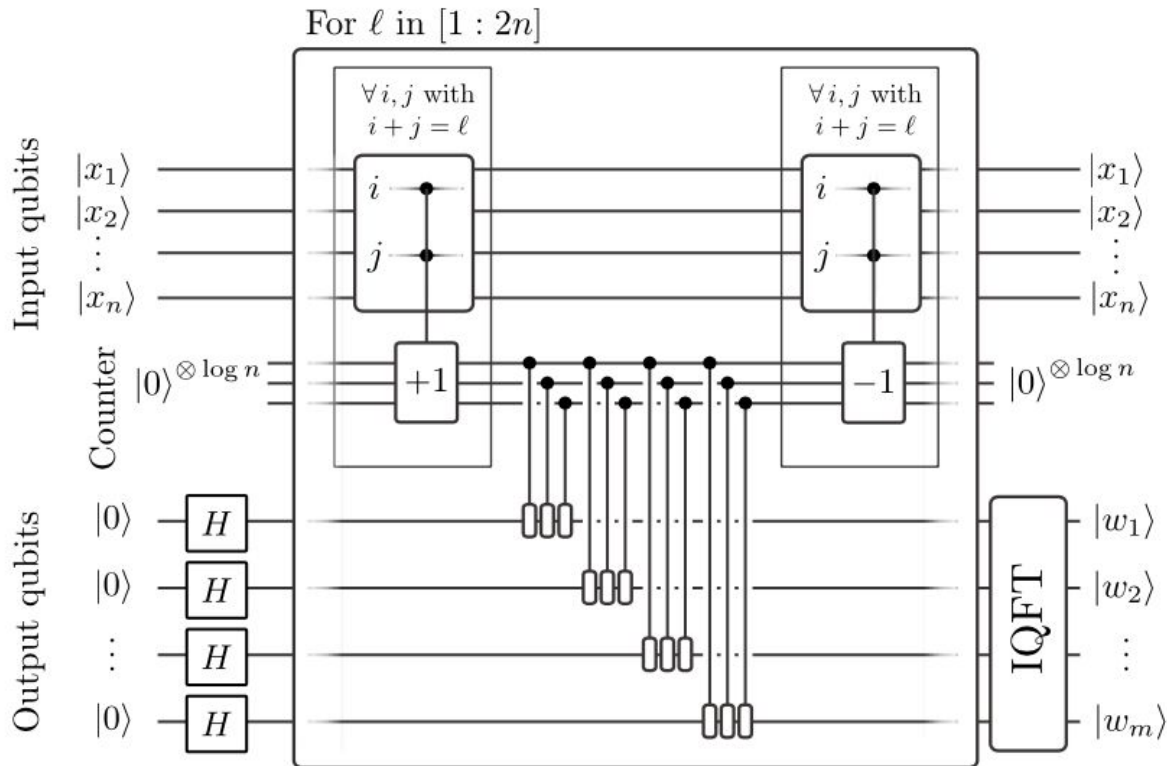 For ℓ in [1 : 2n]
∀ i, j with
i + j = ℓ
∀ i, j with
i + j = ℓ
Input qubits
|x₁⟩
|x₂⟩
⋮
|xₙ⟩
i
j
i
j
|x₁⟩
|x₂⟩
⋮
|xₙ⟩
Counter
|0⟩^{⊗ log n}
+1
−1
|0⟩^{⊗ log n}
Output qubits
|0⟩ H |w₁⟩
|0⟩ H |w₂⟩
⋮ H ⋮
|0⟩ H |wₘ⟩
IQFT